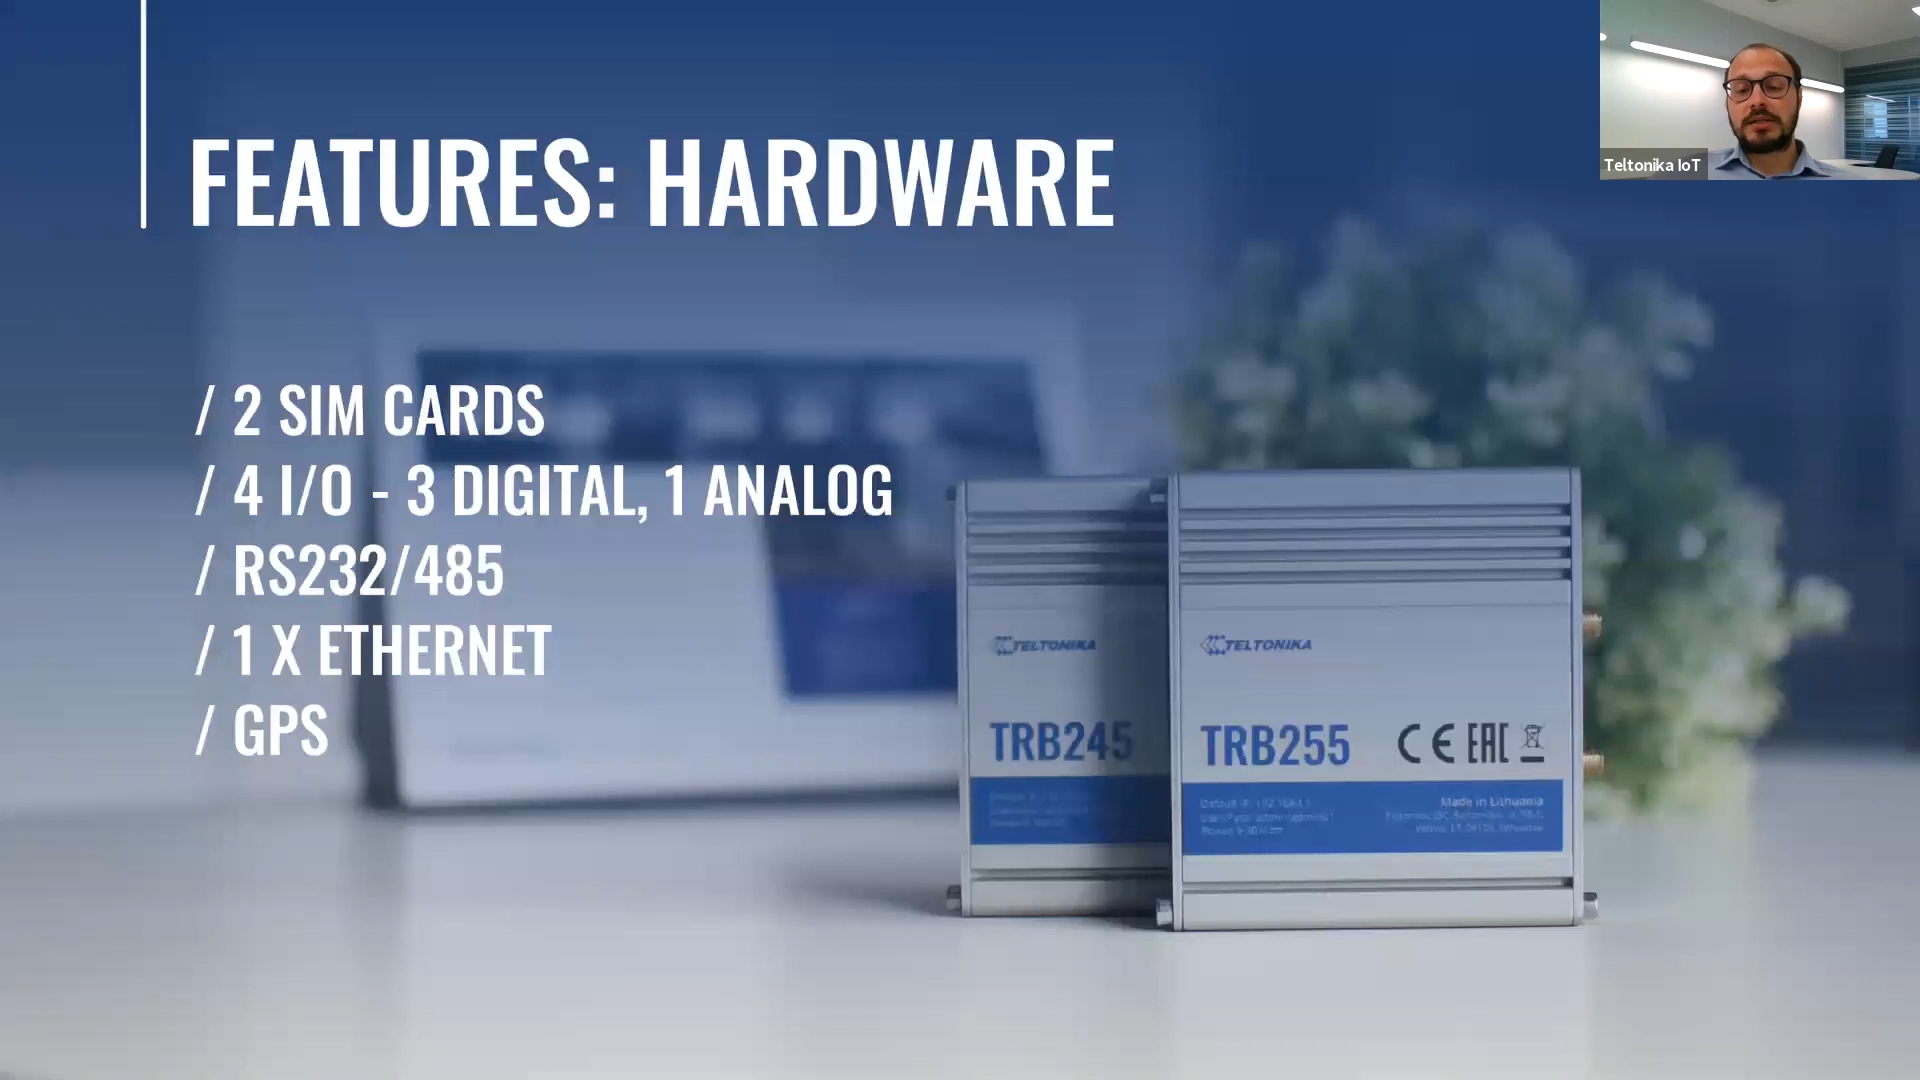 FEATURES: HARDWARE
Teltonika IoT
/ 2 SIM CARDS
/ 4 I/O - 3 DIGITAL, 1 ANALOG
/ RS232/485
/ 1 X ETHERNET
/ GPS
TELTONIKA
TRB245
TELTONIKA
TRB255 CE EAC
Made in Lithuania